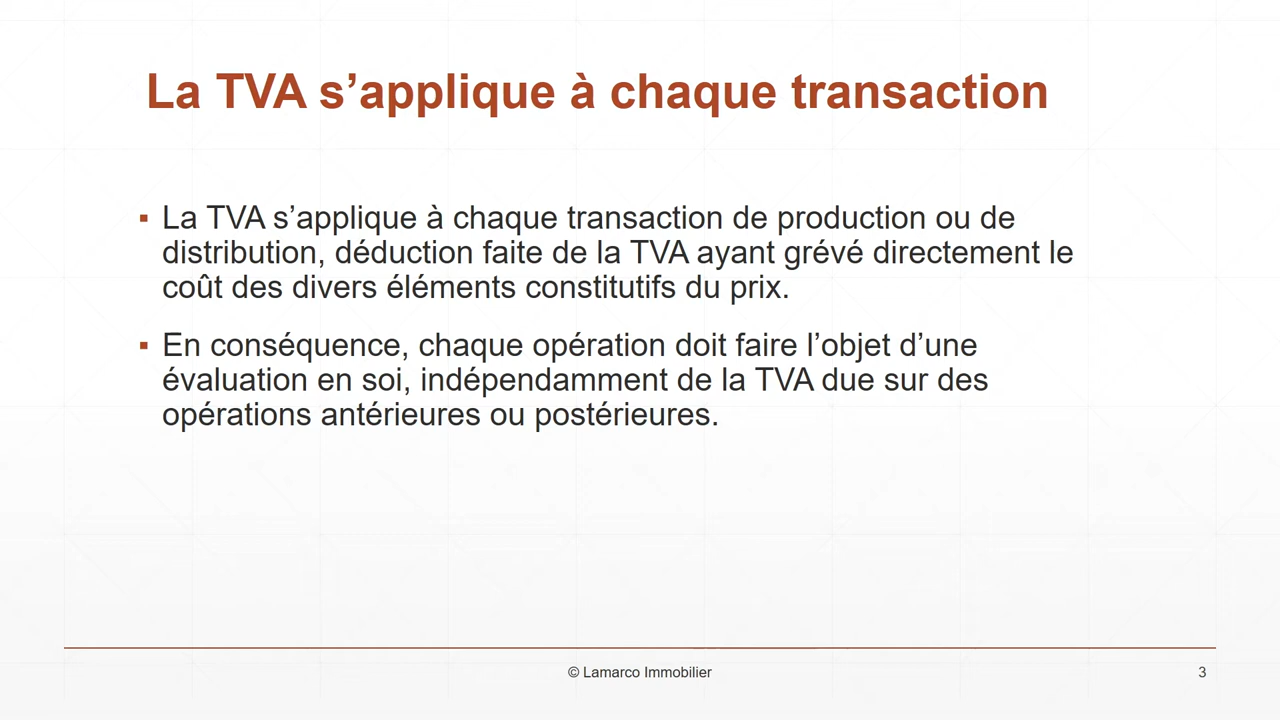 La TVA s’applique à chaque transaction
▪ La TVA s’applique à chaque transaction de production ou de
distribution, déduction faite de la TVA ayant grévé directement le
coût des divers éléments constitutifs du prix.
▪ En conséquence, chaque opération doit faire l’objet d’une
évaluation en soi, indépendamment de la TVA due sur des
opérations antérieures ou postérieures.
© Lamarco Immobilier
3